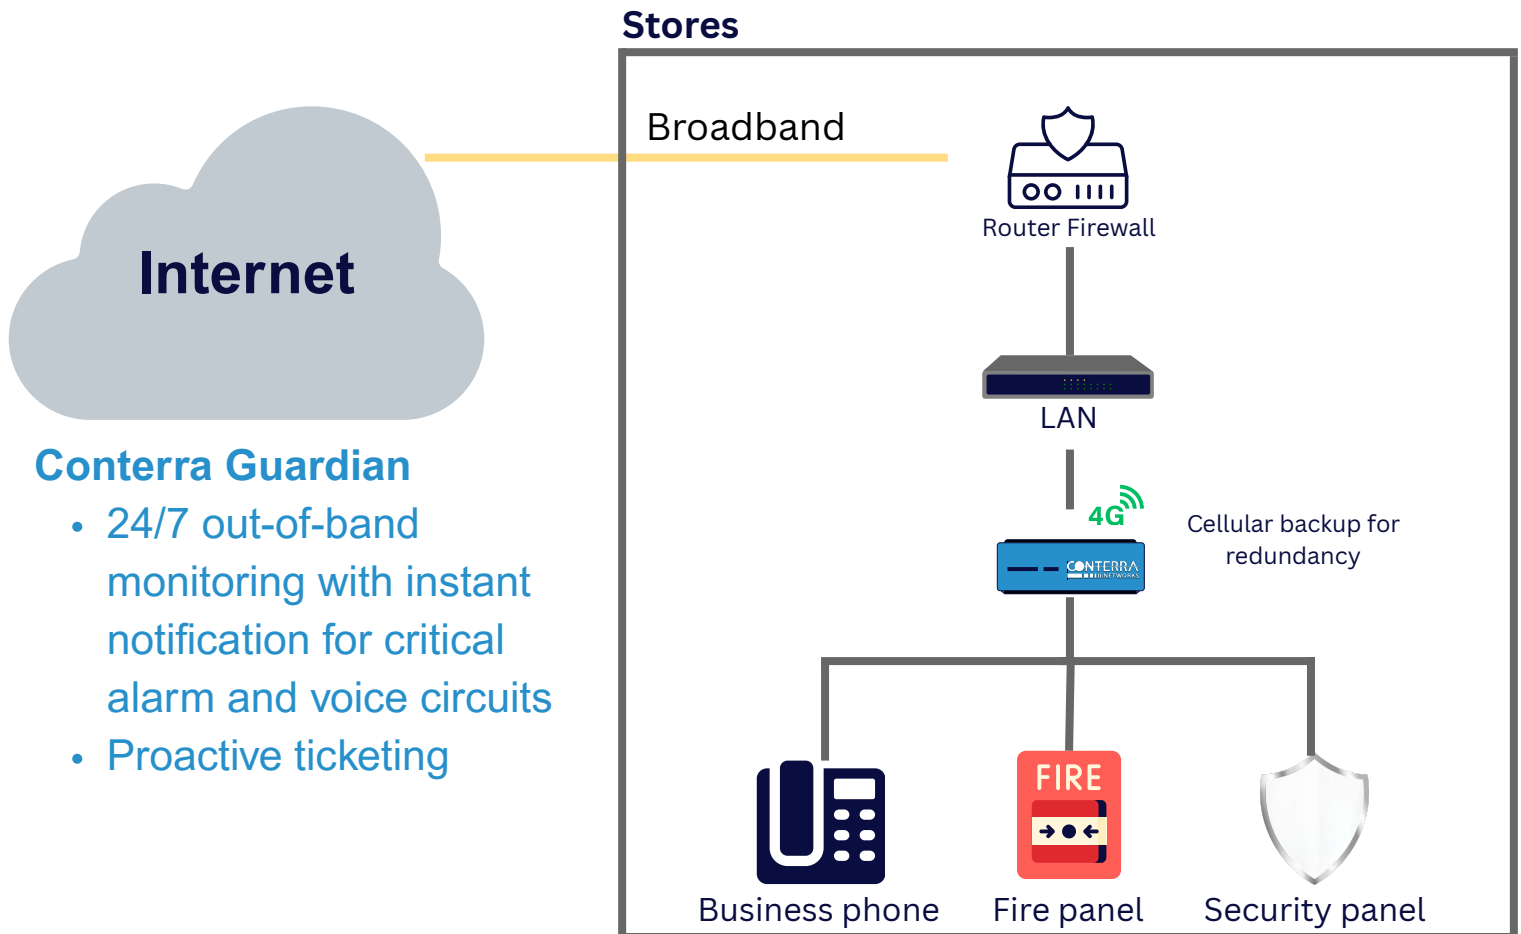 Stores
Broadband
Internet
Router Firewall
LAN
Conterra Guardian
• 24/7 out-of-band
monitoring with instant
notification for critical
alarm and voice circuits
• Proactive ticketing
4G
Cellular backup for
redundancy
CONTERRA
NETWORKS
FIRE
Business phone
Fire panel
Security panel